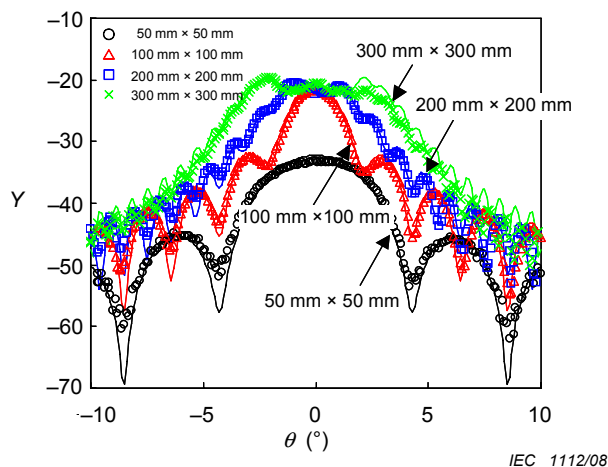 50 mm × 50 mm
100 mm × 100 mm
200 mm × 200 mm
300 mm × 300 mm
300 mm × 300 mm
200 mm × 200 mm
100 mm ×100 mm
50 mm × 50 mm
–10
–20
–30
–40
–50
–60
–70
Y
–10
–5
0
5
10
θ (°)
IEC 1112/08